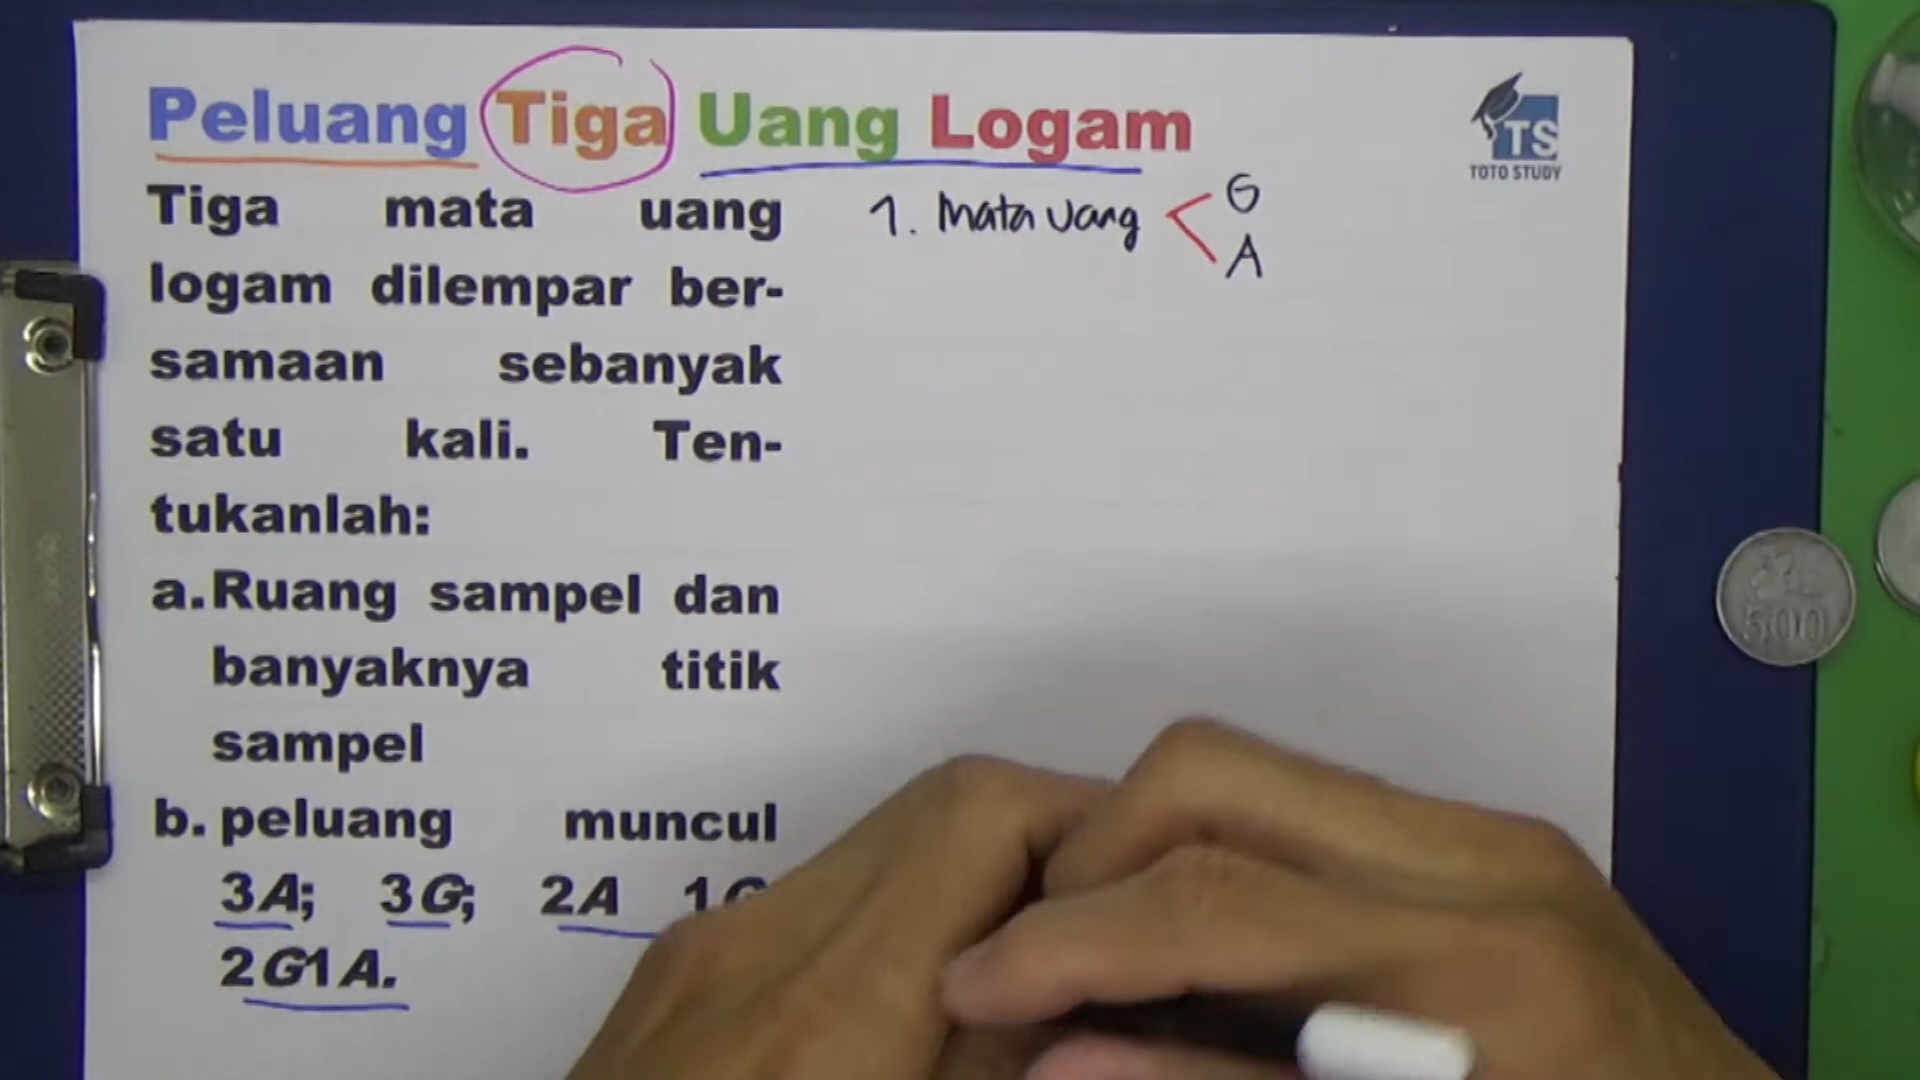 Peluang Tiga Uang Logam
TS
TOTO STUDY
Tiga mata uang
logam dilempar ber-
samaan sebanyak
satu kali. Ten-
tukanlah:
a. Ruang sampel dan
banyaknya titik
sampel
b. peluang muncul
3A; 3G; 2A 1G
2G1A.
1. Mata uang < G
A
500